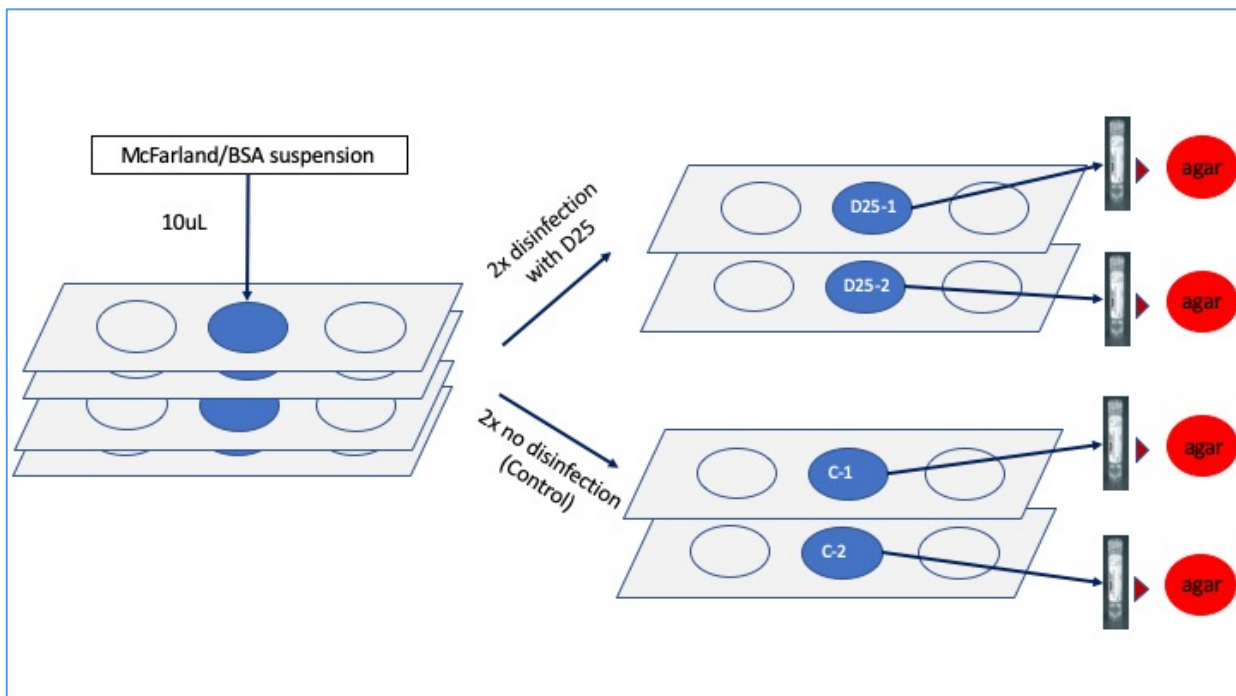 McFarland/BSA suspension
10uL
2x disinfection
with D25
2x no disinfection
(Control)
D25-1
agar
D25-2
agar
C-1
agar
C-2
agar